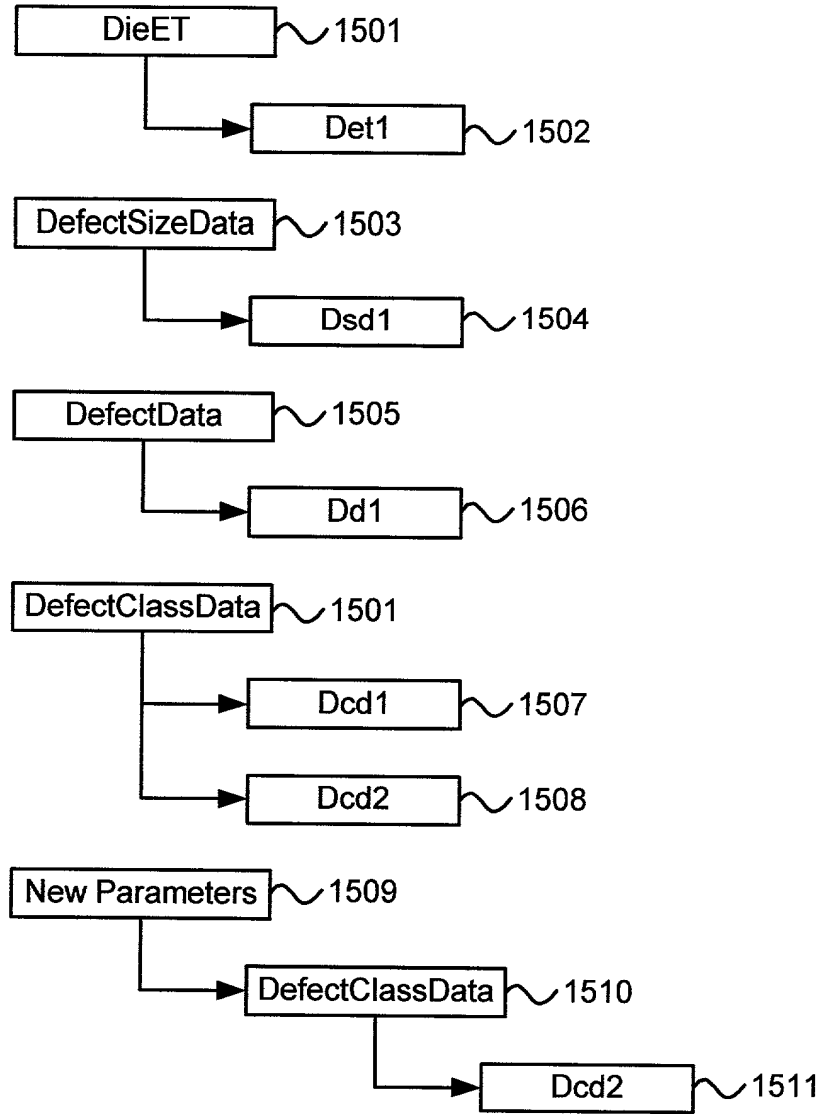 DieET 1501
Det1 1502
DefectSizeData 1503
Dsd1 1504
DefectData 1505
Dd1 1506
DefectClassData 1501
Dcd1 1507
Dcd2 1508
New Parameters 1509
DefectClassData 1510
Dcd2 1511